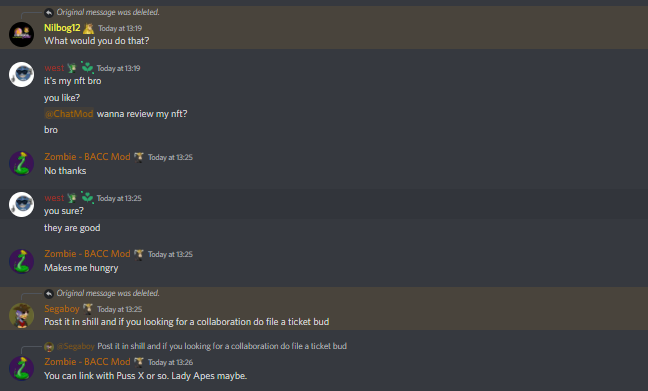 Original message was deleted.
Nilbog12 Today at 13:19
What would you do that?
west Today at 13:19
it's my nft bro
you like?
@ChatMod wanna review my nft?
bro
Zombie - BACC Mod Today at 13:25
No thanks
west Today at 13:25
you sure?
they are good
Zombie - BACC Mod Today at 13:25
Makes me hungry
Original message was deleted.
Segaboy Today at 13:25
Post it in shill and if you looking for a collaboration do file a ticket bud
@Segaboy Post it in shill and if you looking for a collaboration do file a ticket bud
Zombie - BACC Mod Today at 13:26
You can link with Puss X or so. Lady Apes maybe.